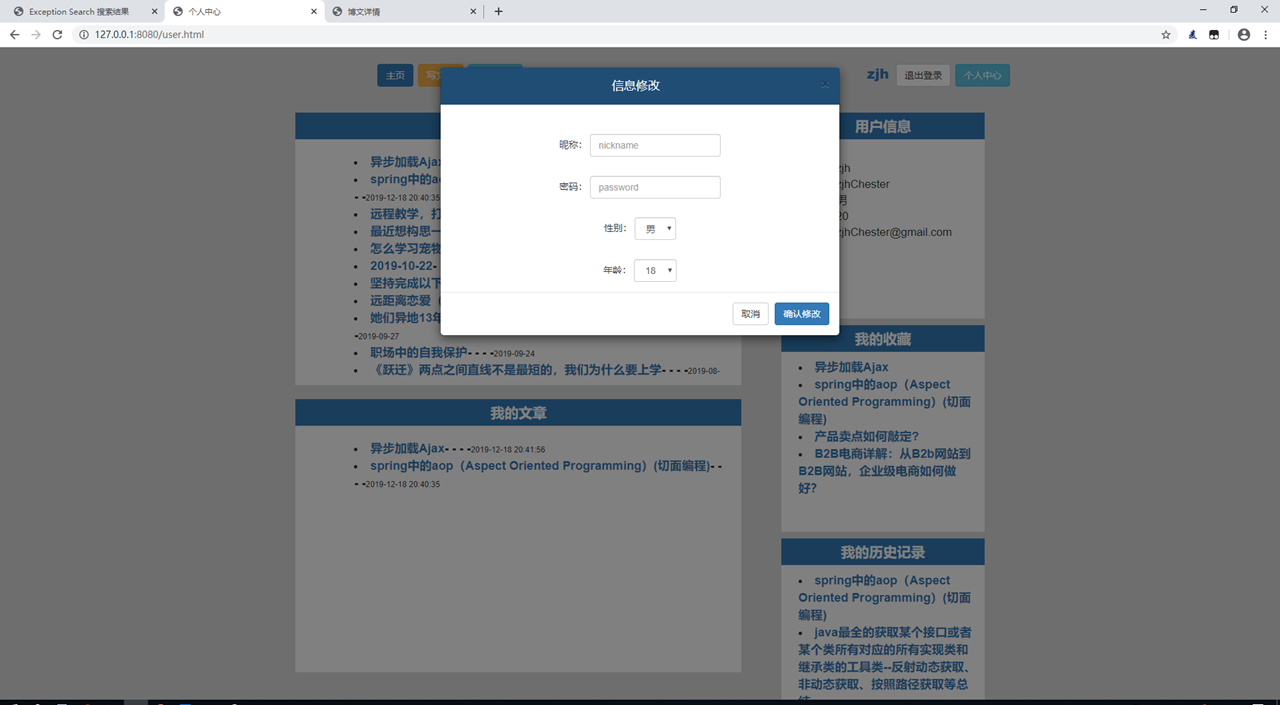 Exception Search 搜索结果
个人中心
博文详情
127.0.0.1:8080/user.html
主页
zjh
退出登录
个人中心
信息修改
昵称：
nickname
密码：
password
性别：
男
年龄：
18
取消
确认修改
异步加载Ajax
spring中的a
- -2019-12-18 20:40:35
远程教学，打
最近想构思一
怎么学习宠物
2019-10-22-
坚持完成以下
远距离恋爱
她们异地13年
-2019-09-27
职场中的自我保护- - - -2019-09-24
《跃迁》两点之间直线不是最短的，我们为什么要上学- - - -2019-08-
我的文章
异步加载Ajax- - - -2019-12-18 20:41:56
spring中的aop（Aspect Oriented Programming）(切面编程)- -
- -2019-12-18 20:40:35
用户信息
zjh
zjhChester
男
20
zjhChester@gmail.com
我的收藏
异步加载Ajax
spring中的aop（Aspect
Oriented Programming）(切面
编程)
产品卖点如何敲定?
B2B电商详解：从B2b网站到
B2B网站，企业级电商如何做
好?
我的历史记录
spring中的aop（Aspect
Oriented Programming）(切面
编程)
java最全的获取某个接口或者
某个类所有对应的所有实现类和
继承类的工具类--反射动态获取、
非动态获取、按照路径获取等总